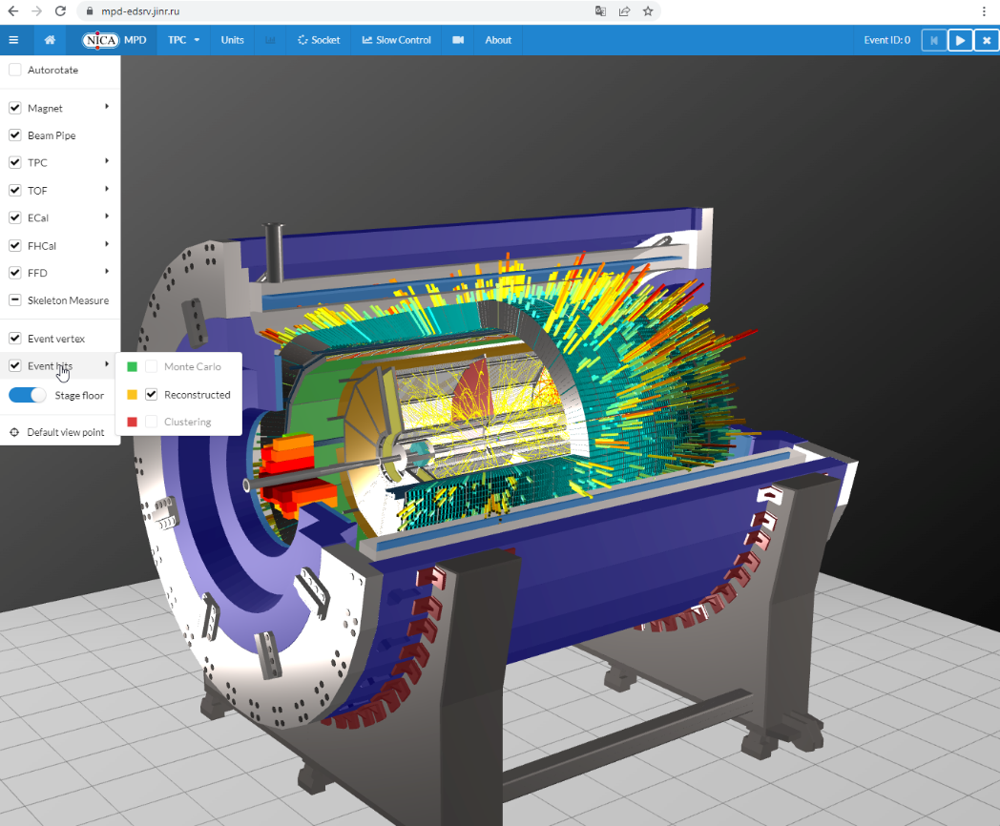 mpd-edsrv.jinr.ru
NICA MPD TPC Units Socket Slow Control About Event ID: 0
Autorotate
Magnet
Beam Pipe
TPC
TOF
ECal
FHCal
FFD
Skeleton Measure
Event vertex
Event hits
Monte Carlo
Reconstructed
Clustering
Stage floor
Default view point